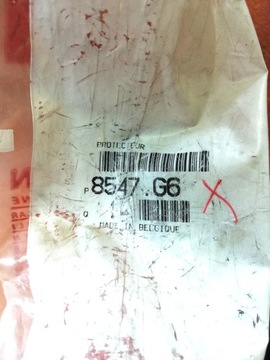 PROTECTEUR
P 8547.G6
Q
MADE IN BELGIQUE